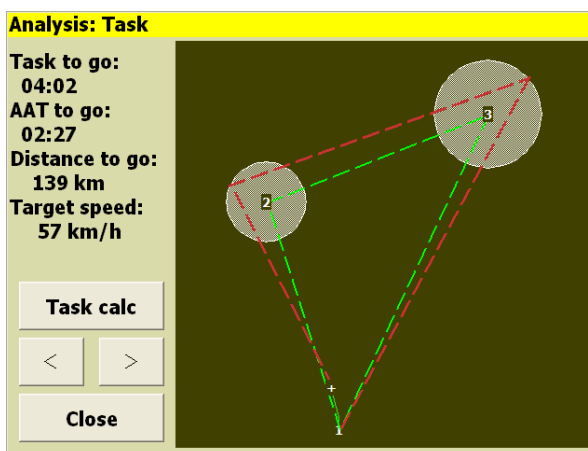 Analysis: Task
Task to go:
04:02
AAT to go:
02:27
Distance to go:
139 km
Target speed:
57 km/h
Task calc
< >
Close
3
2
+
1